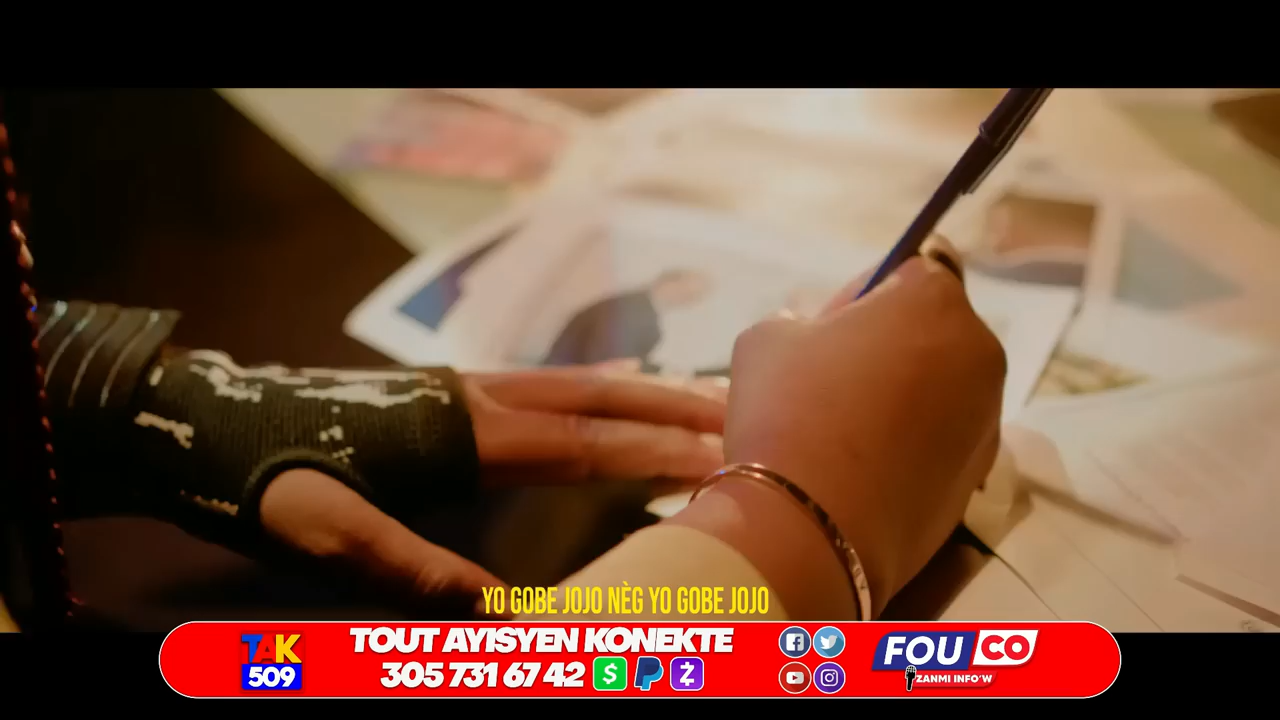 YO GOBE JOJO NÈG YO GOBE JOJO
TAK
509
TOUT AYISYEN KONEKTE
305 731 67 42
FOU CO
ZANMI INFO'W